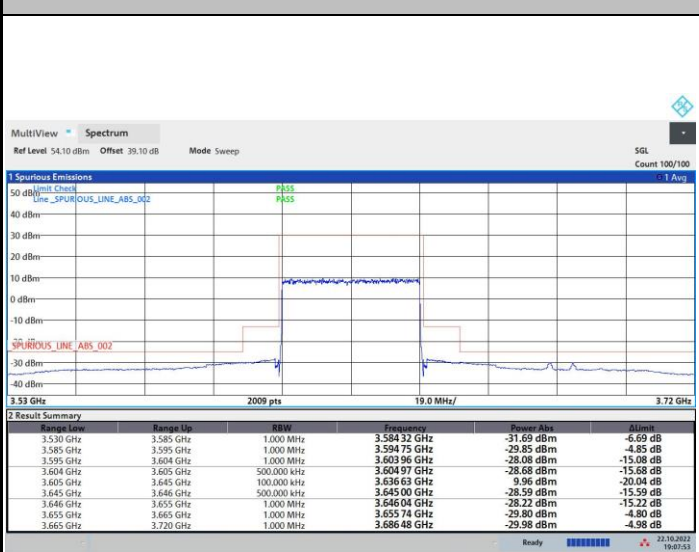 MultiView Spectrum
Ref Level 54.10 dBm Offset 39.10 dB Mode Sweep SGL
Count 100/100
1 Spurious Emissions 1 Avg
Limit Check PASS
50 dBm
Line _SPURIOUS_LINE_ABS_002 PASS
40 dBm
30 dBm
20 dBm
10 dBm
0 dBm
-10 dBm
_SPURIOUS_LINE_ABS_002
-30 dBm
-40 dBm
3.53 GHz 2009 pts 19.0 MHz/ 3.72 GHz
2 Result Summary
Range Low Range Up RBW Frequency Power Abs ΔLimit
3.530 GHz 3.585 GHz 1.000 MHz 3.584 32 GHz -31.69 dBm -6.69 dB
3.585 GHz 3.595 GHz 1.000 MHz 3.594 75 GHz -29.85 dBm -4.85 dB
3.595 GHz 3.604 GHz 1.000 MHz 3.603 96 GHz -28.08 dBm -15.08 dB
3.604 GHz 3.605 GHz 500.000 kHz 3.604 97 GHz -28.68 dBm -15.68 dB
3.605 GHz 3.645 GHz 100.000 kHz 3.636 63 GHz 9.96 dBm -20.04 dB
3.645 GHz 3.646 GHz 500.000 kHz 3.645 00 GHz -28.59 dBm -15.59 dB
3.646 GHz 3.655 GHz 1.000 MHz 3.646 04 GHz -28.22 dBm -15.22 dB
3.655 GHz 3.665 GHz 1.000 MHz 3.655 74 GHz -29.80 dBm -4.80 dB
3.665 GHz 3.720 GHz 1.000 MHz 3.686 48 GHz -29.98 dBm -4.98 dB
Ready 22.10.2022
19:07:53